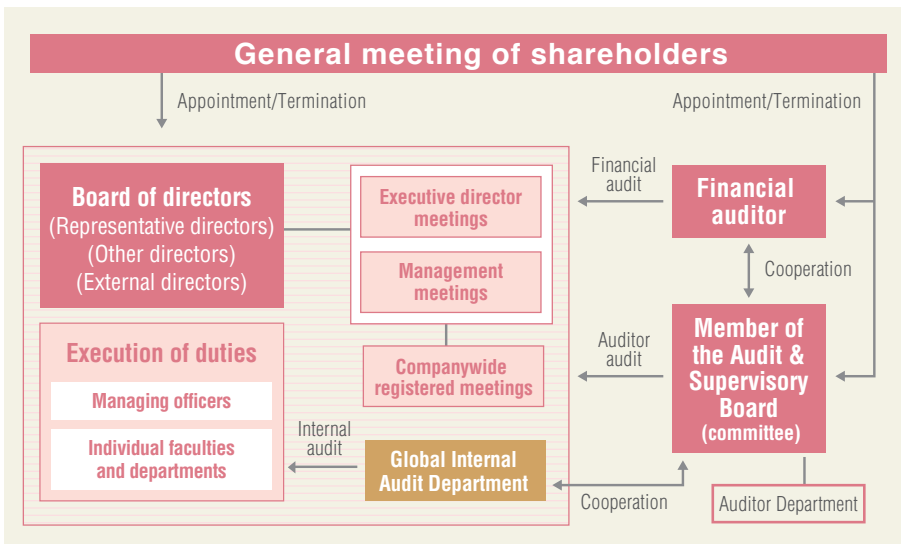 General meeting of shareholders
Appointment/Termination
Appointment/Termination
Board of directors
(Representative directors)
(Other directors)
(External directors)
Executive director
meetings
Management
meetings
Companywide
registered meetings
Financial
audit
Financial
auditor
Cooperation
Auditor
audit
Member of
the Audit &
Supervisory
Board
(committee)
Execution of duties
Managing officers
Individual faculties
and departments
Internal
audit
Global Internal
Audit Department
Cooperation
Auditor Department